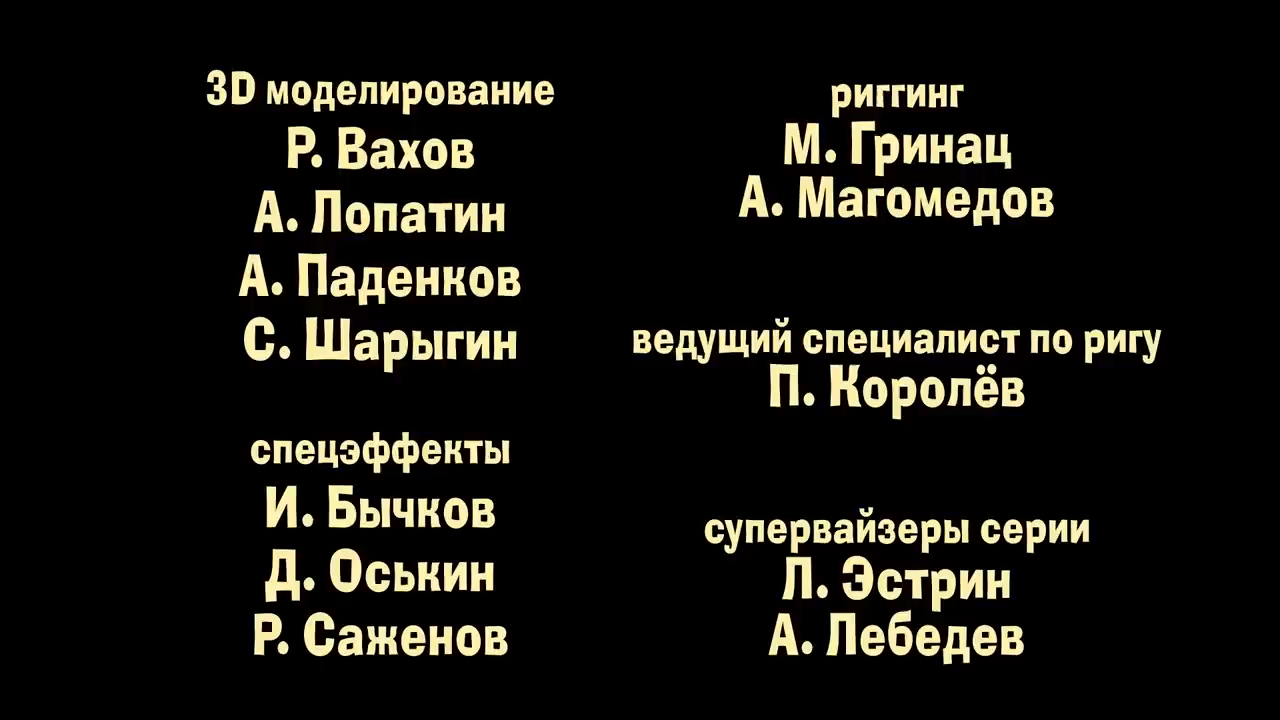 3D моделирование
Р. Вахов
А. Лопатин
А. Паденков
С. Шарыгин
спецэффекты
И. Бычков
Д. Оськин
Р. Саженов
риггинг
М. Гринац
А. Магомедов
ведущий специалист по ригу
П. Королёв
супервайзеры серии
Л. Эстрин
А. Лебедев